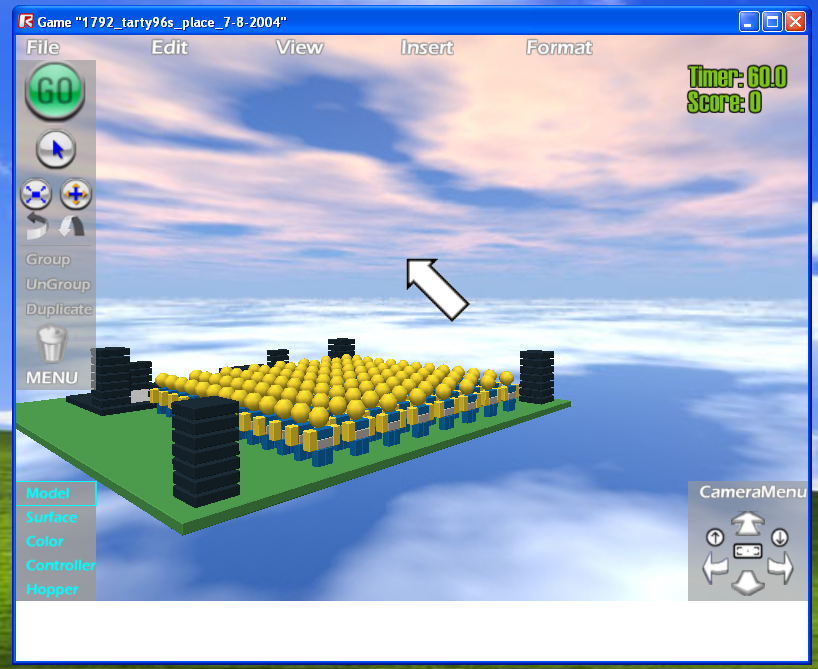 Game "1792_tarty96s_place_7-8-2004"
File Edit View Insert Format
GO
Timer: 60.0
Score: 0
Group
UnGroup
Duplicate
MENU
Model
Surface
Color
Controller
Hopper
CameraMenu